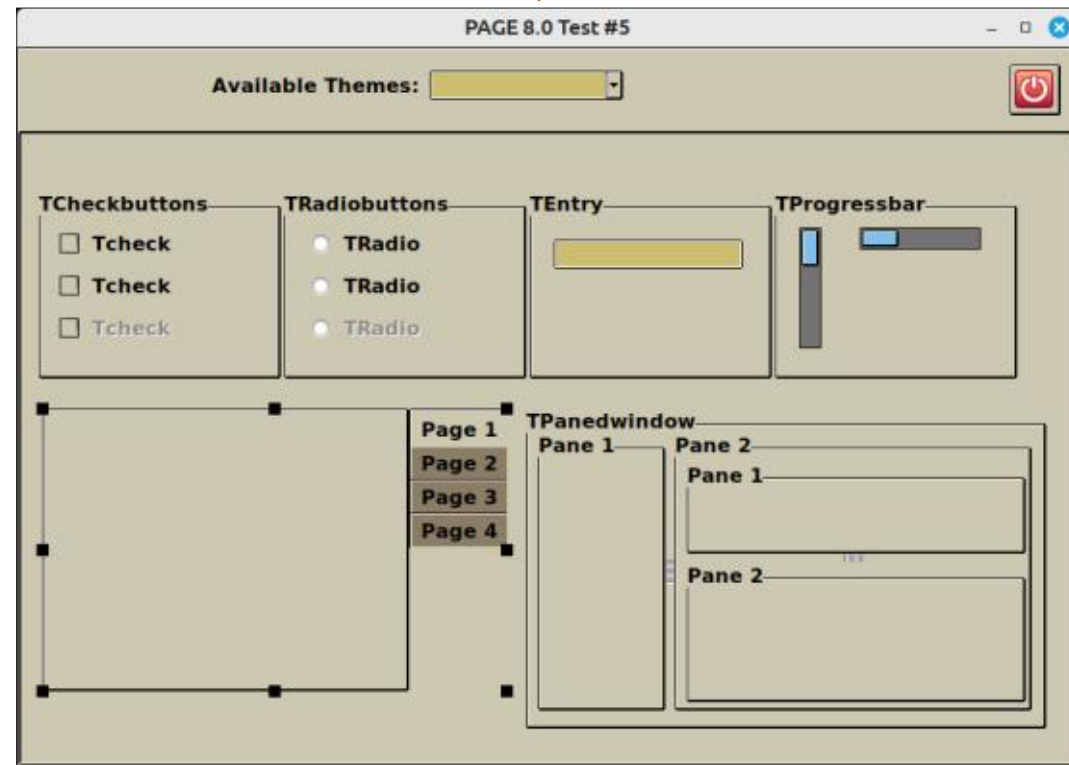 PAGE 8.0 Test #5
Available Themes:
TCheckbuttons
Tcheck
Tcheck
Tcheck
TRadiobuttons
TRadio
TRadio
TRadio
TEntry
TProgressbar
Page 1
Page 2
Page 3
Page 4
TPanedwindow
Pane 1
Pane 2
Pane 1
Pane 2